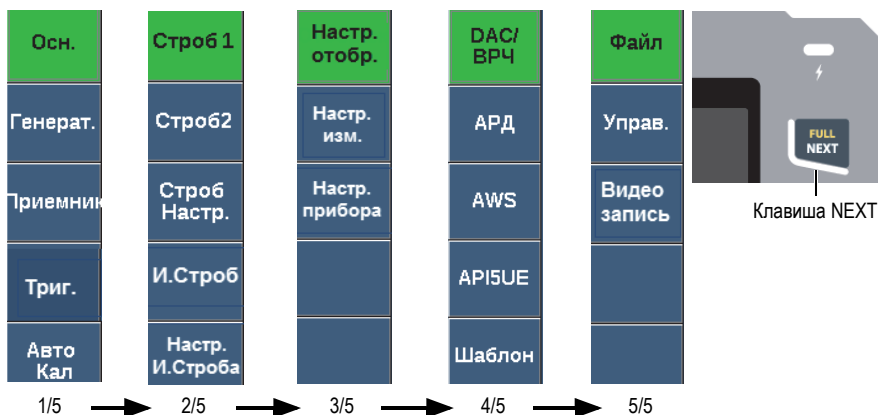 Осн.
Генерат.
Приемник
Триг.
Авто
Кал
1/5
Строб 1
Строб2
Строб
Настр.
И.Строб
Настр.
И.Строба
2/5
Настр.
отобр.
Настр.
изм.
Настр.
прибора
3/5
DAC/
ВРЧ
АРД
AWS
API5UE
Шаблон
4/5
Файл
Управ.
Видео
запись
5/5
FULL
NEXT
Клавиша NEXT